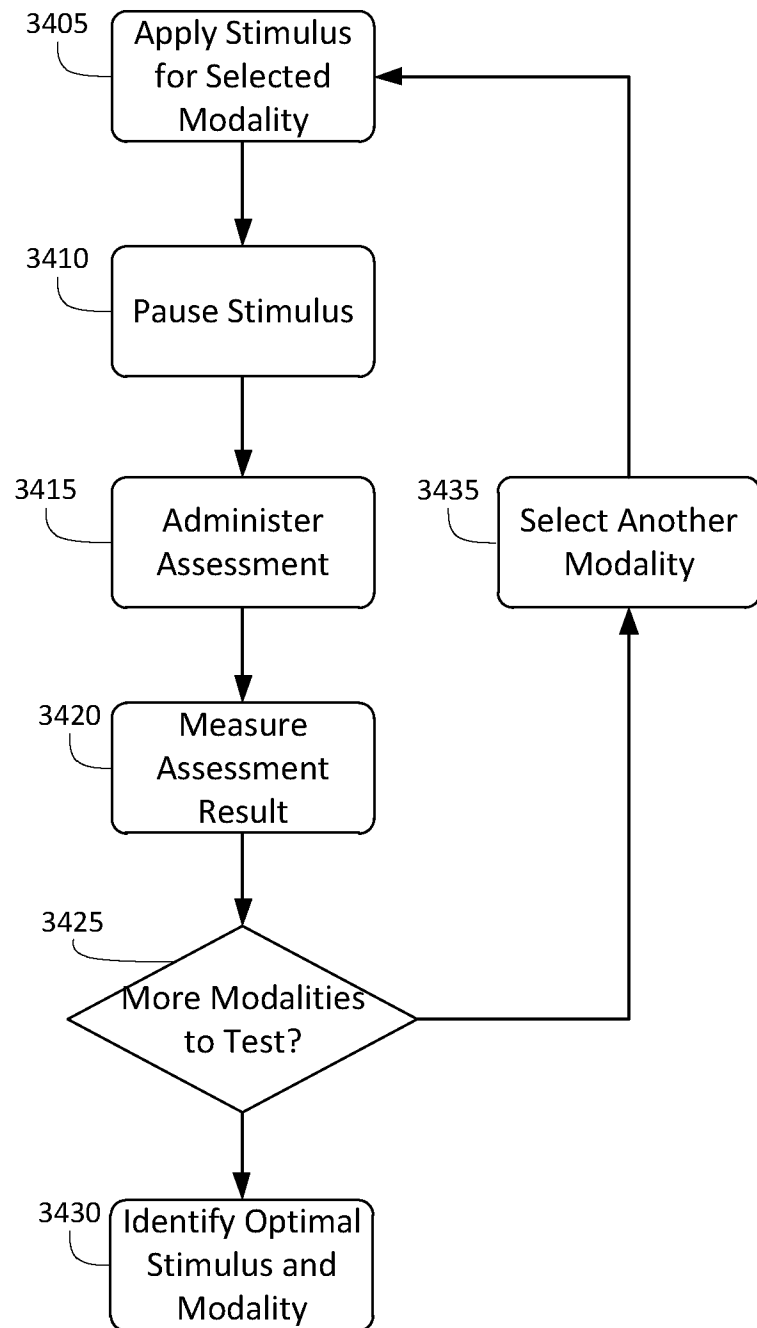 3405
Apply Stimulus
for Selected
Modality
3410
Pause Stimulus
3415
Administer
Assessment
3435
Select Another
Modality
3420
Measure
Assessment
Result
3425
More Modalities
to Test?
3430
Identify Optimal
Stimulus and
Modality